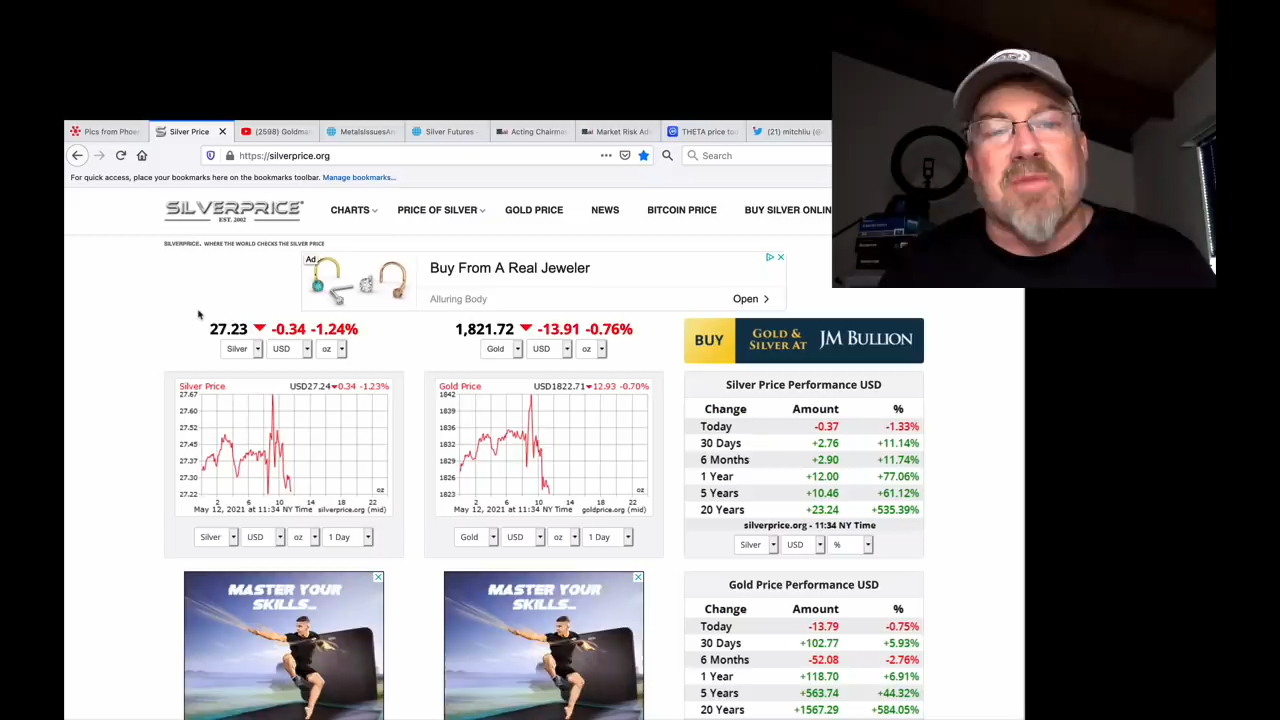 Pics from Phoe
Silver Price
(2598) Goldma
MetalsIssuesAn
Silver Futures
Acting Chairma
Market Risk Ad
THETA price to
(21) mitchliu (@
https://silverprice.org
Search
For quick access, place your bookmarks here on the bookmarks toolbar. Manage bookmarks...
SILVERPRICE
EST. 2002
CHARTS
PRICE OF SILVER
GOLD PRICE
NEWS
BITCOIN PRICE
BUY SILVER ONLIN
SILVERPRICE. WHERE THE WORLD CHECKS THE SILVER PRICE
Ad
Buy From A Real Jeweler
Alluring Body
Open
27.23 -0.34 -1.24%
Silver USD oz
1,821.72 -13.91 -0.76%
Gold USD oz
BUY GOLD & SILVER AT JM BULLION
Silver Price USD27.24 0.34 -1.23%
27.67
27.60
27.52
27.45
27.37
27.30
27.22
oz
2 6 10 14 18 22
May 12, 2021 at 11:34 NY Time silverprice.org (mid)
Silver USD oz 1 Day
Gold Price USD1822.71 12.93 -0.70%
1842
1839
1836
1832
1829
1826
1823
oz
2 6 10 14 18 22
May 12, 2021 at 11:34 NY Time goldprice.org (mid)
Gold USD oz 1 Day
Silver Price Performance USD
Change Amount %
Today -0.37 -1.33%
30 Days +2.76 +11.14%
6 Months +2.90 +11.74%
1 Year +12.00 +77.06%
5 Years +10.46 +61.12%
20 Years +23.24 +535.39%
silverprice.org - 11:34 NY Time
Silver USD %
MASTER YOUR
SKILLS...
MASTER YOUR
SKILLS...
Gold Price Performance USD
Change Amount %
Today -13.79 -0.75%
30 Days +102.77 +5.93%
6 Months -52.08 -2.76%
1 Year +118.70 +6.91%
5 Years +563.74 +44.32%
20 Years +1567.29 +584.05%